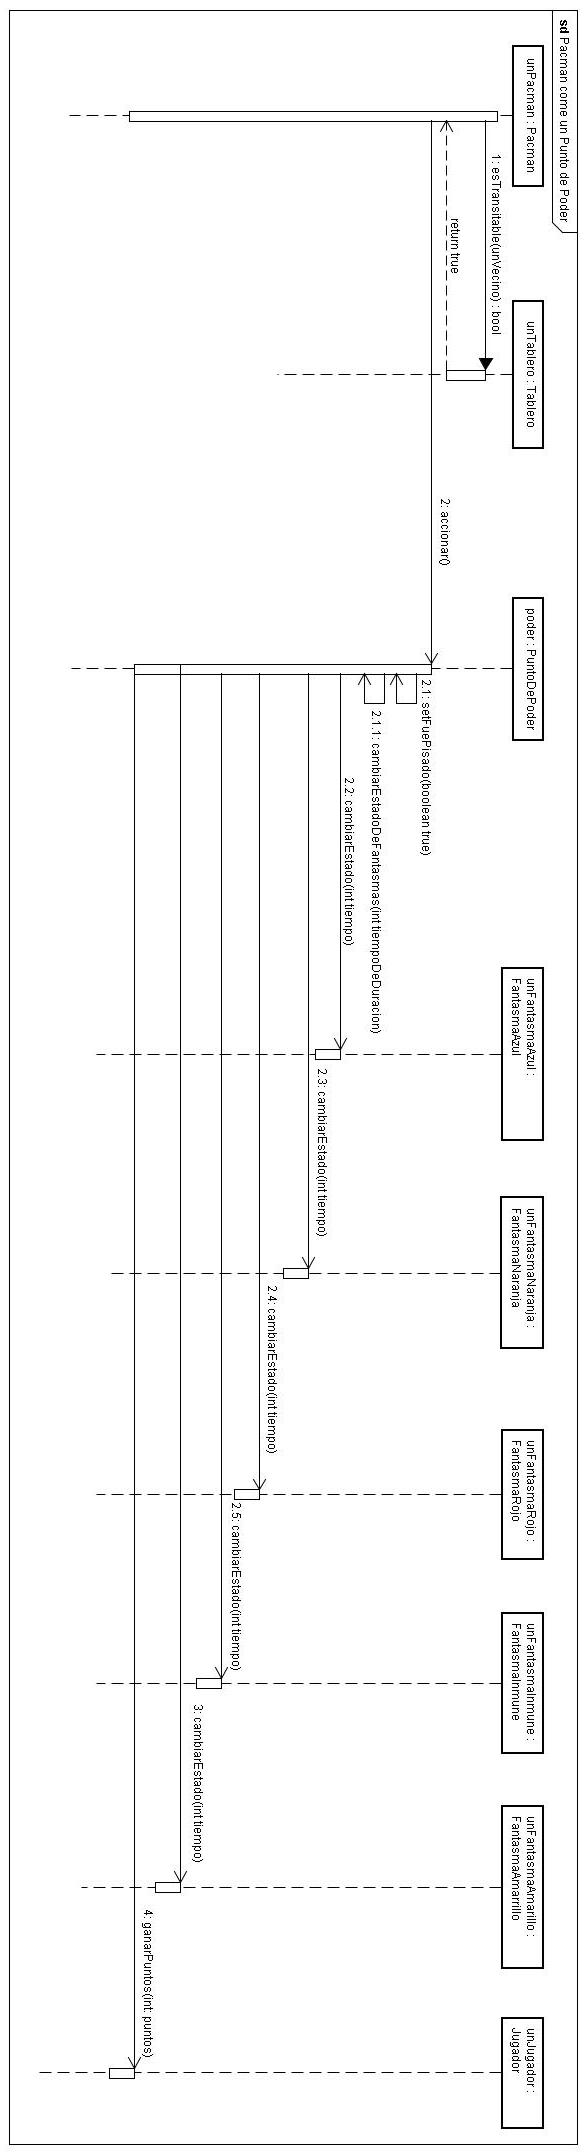 sd Pacman come un Punto de Poder
unPacman : Pacman
unTablero : Tablero
poder : PuntoDePoder
unFantasmaAzul :
FantasmaAzul
unFantasmaNaranja :
FantasmaNaranja
unFantasmaRojo :
FantasmaRojo
unFantasmaInmune :
FantasmaInmune
unFantasmaAmarillo :
FantasmaAmarrillo
unJugador :
Jugador
1: esTransitable(unVecino) : bool
return true
2: accionar()
2.1: setFuePisado(boolean true)
2.1.1: cambiarEstadoDeFantasmas(int tiempoDeDuracion)
2.2: cambiarEstado(int tiempo)
2.3: cambiarEstado(int tiempo)
2.4: cambiarEstado(int tiempo)
2.5: cambiarEstado(int tiempo)
3: cambiarEstado(int tiempo)
4: ganarPuntos(int: puntos)